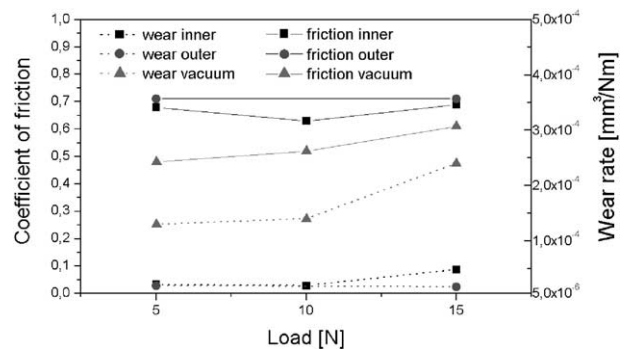 Coefficient of friction
1,0
0,9
0,8
0,7
0,6
0,5
0,4
0,3
0,2
0,1
0,0
wear inner
wear outer
wear vacuum
friction inner
friction outer
friction vacuum
5,0x10⁻⁴
4,0x10⁻⁴
3,0x10⁻⁴
2,0x10⁻⁴
1,0x10⁻⁴
5,0x10⁻⁶
Wear rate [mm³/Nm]
5
10
15
Load [N]